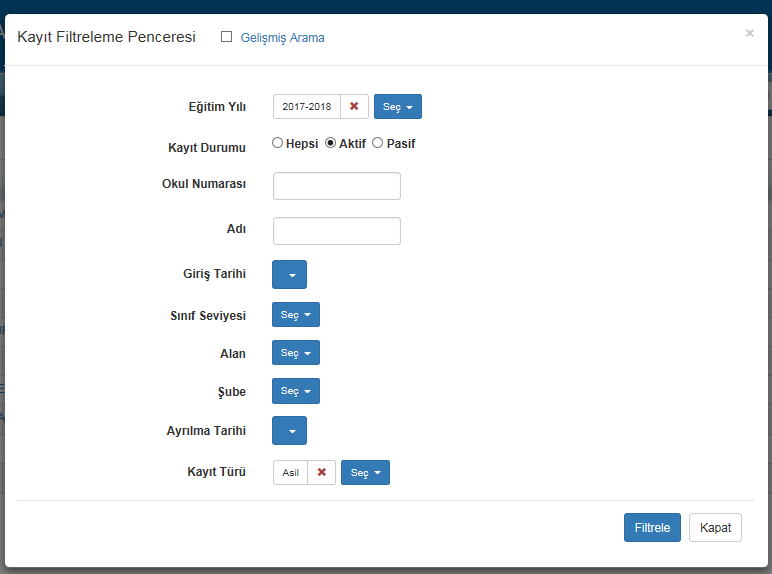 Kayıt Filtreleme Penceresi Gelişmiş Arama ×
Eğitim Yılı 2017-2018 ✖ Seç
Kayıt Durumu Hepsi Aktif Pasif
Okul Numarası
Adı
Giriş Tarihi
Sınıf Seviyesi Seç
Alan Seç
Şube Seç
Ayrılma Tarihi
Kayıt Türü Asil ✖ Seç
Filtrele Kapat